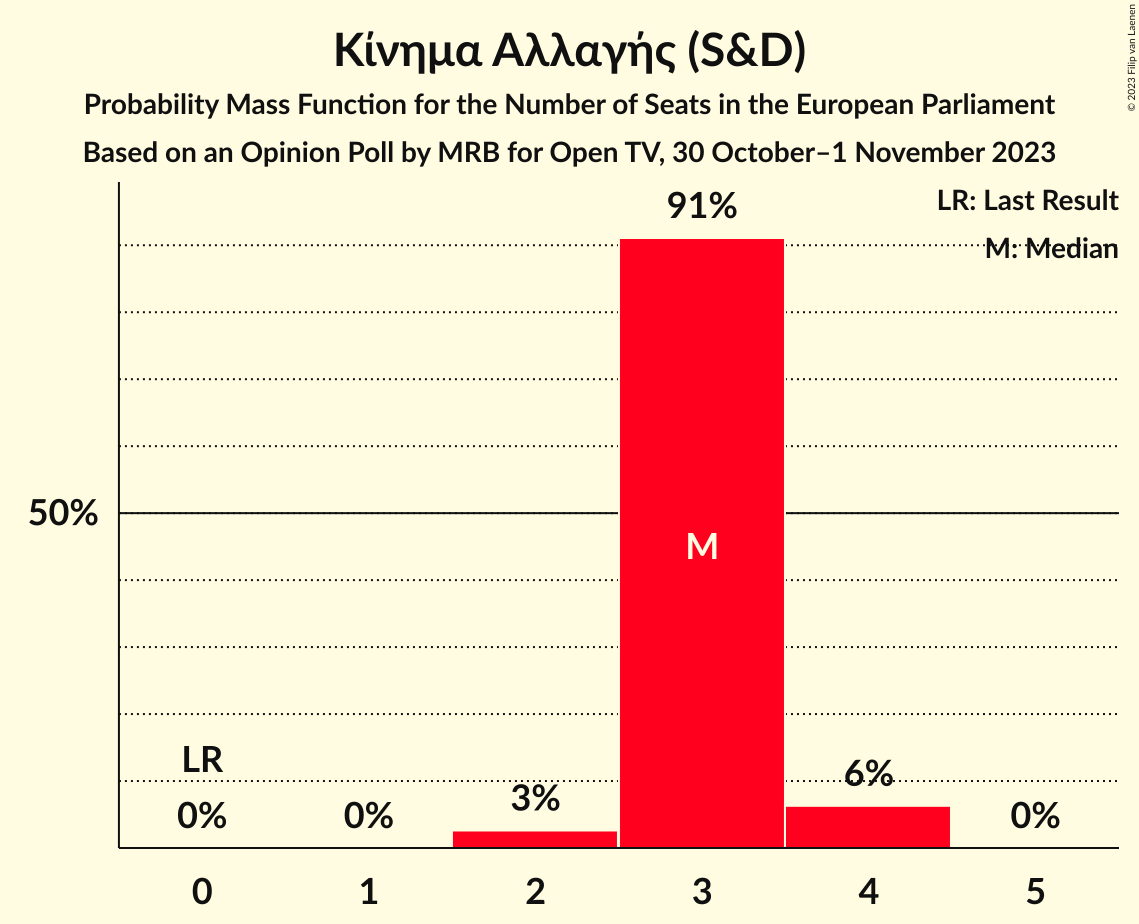 Κίνημα Αλλαγής (S&D)
Probability Mass Function for the Number of Seats in the European Parliament
Based on an Opinion Poll by MRB for Open TV, 30 October–1 November 2023
© 2023 Filip van Laenen
LR: Last Result
M: Median
91%
50%
M
LR
0%
0%
3%
6%
0%
0 1 2 3 4 5